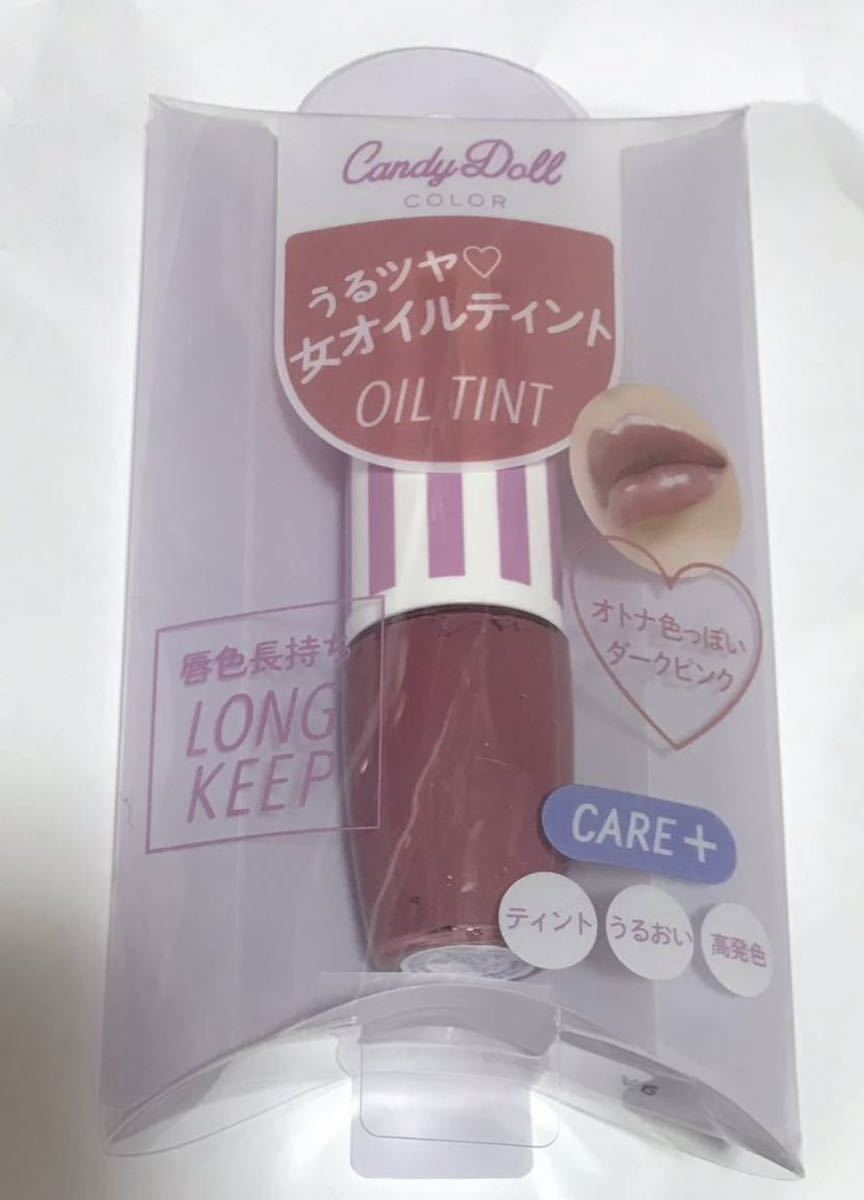 Candy Doll
COLOR
うるツヤ♡
女オイルティント
OIL TINT
オトナ色っぽい
ダークピンク
唇色長持ち
LONG
KEEP
CARE+
ティント
うるおい
高発色